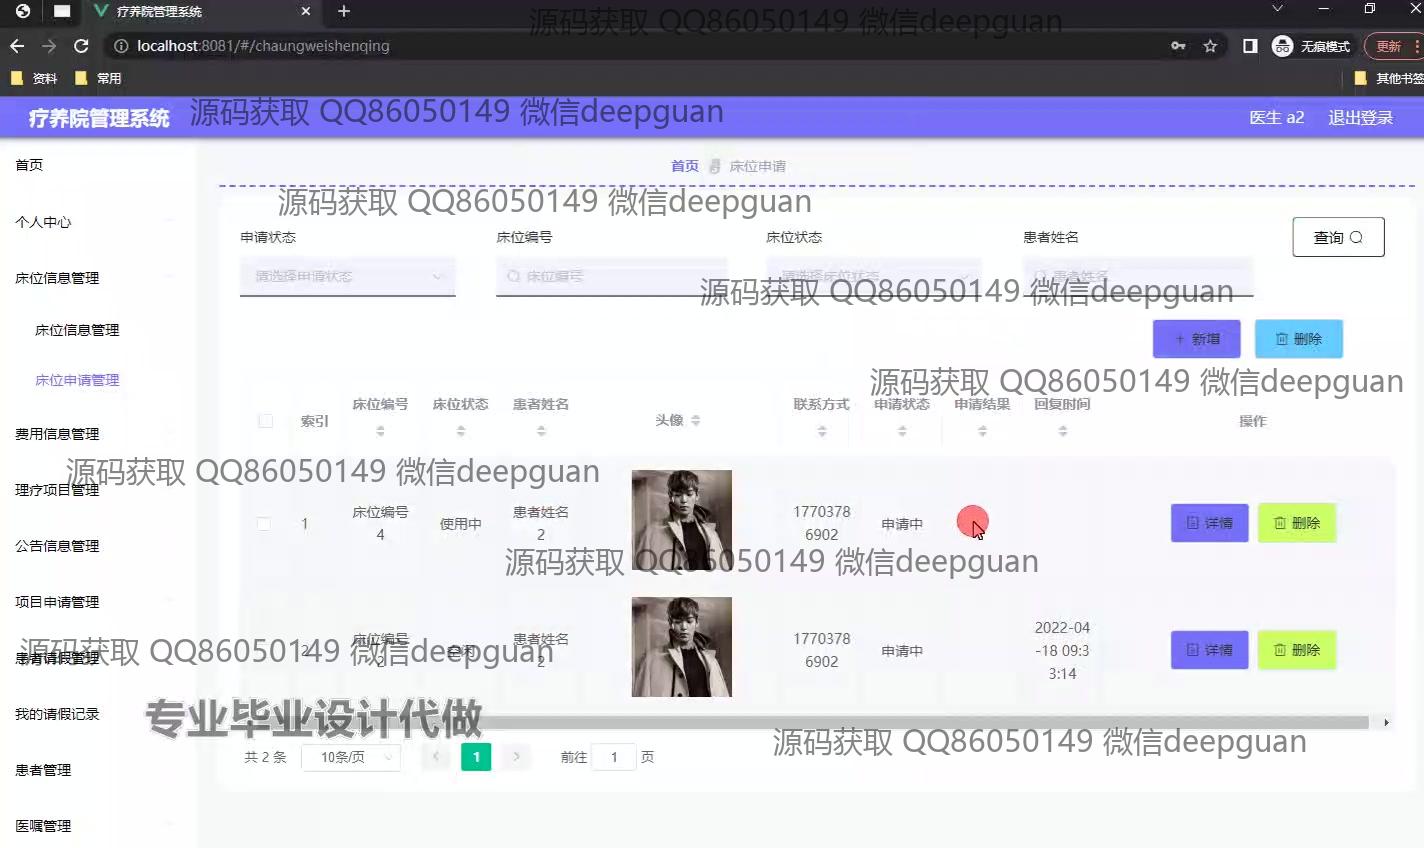 疗养院管理系统
源码获取 QQ86050149 微信deepguan
localhost:8081/#/chaungweishenqing
无痕模式
更新
资料
常用
其他书签
疗养院管理系统
源码获取 QQ86050149 微信deepguan
医生 a2
退出登录
首页
首页
床位申请
源码获取 QQ86050149 微信deepguan
个人中心
申请状态
床位编号
床位状态
患者姓名
查询
床位信息管理
请选择申请状态
床位编号
请选择床位状态
患者姓名
源码获取 QQ86050149 微信deepguan
床位信息管理
+ 新增
删除
床位申请管理
源码获取 QQ86050149 微信deepguan
索引
床位编号
床位状态
患者姓名
头像
联系方式
申请状态
申请结果
回复时间
操作
费用信息管理
源码获取 QQ86050149 微信deepguan
理疗项目管理
1
床位编号
4
使用中
患者姓名
2
1770378
6902
申请中
详情
删除
公告信息管理
源码获取 QQ86050149 微信deepguan
项目申请管理
源码获取 QQ86050149 微信deepguan
患者请假管理
2
床位编号
2
空闲
患者姓名
2
1770378
6902
申请中
2022-04
-18 09:3
3:14
详情
删除
我的请假记录
专业毕业设计代做
源码获取 QQ86050149 微信deepguan
共 2 条
10条/页
1
前往
1
页
患者管理
医嘱管理